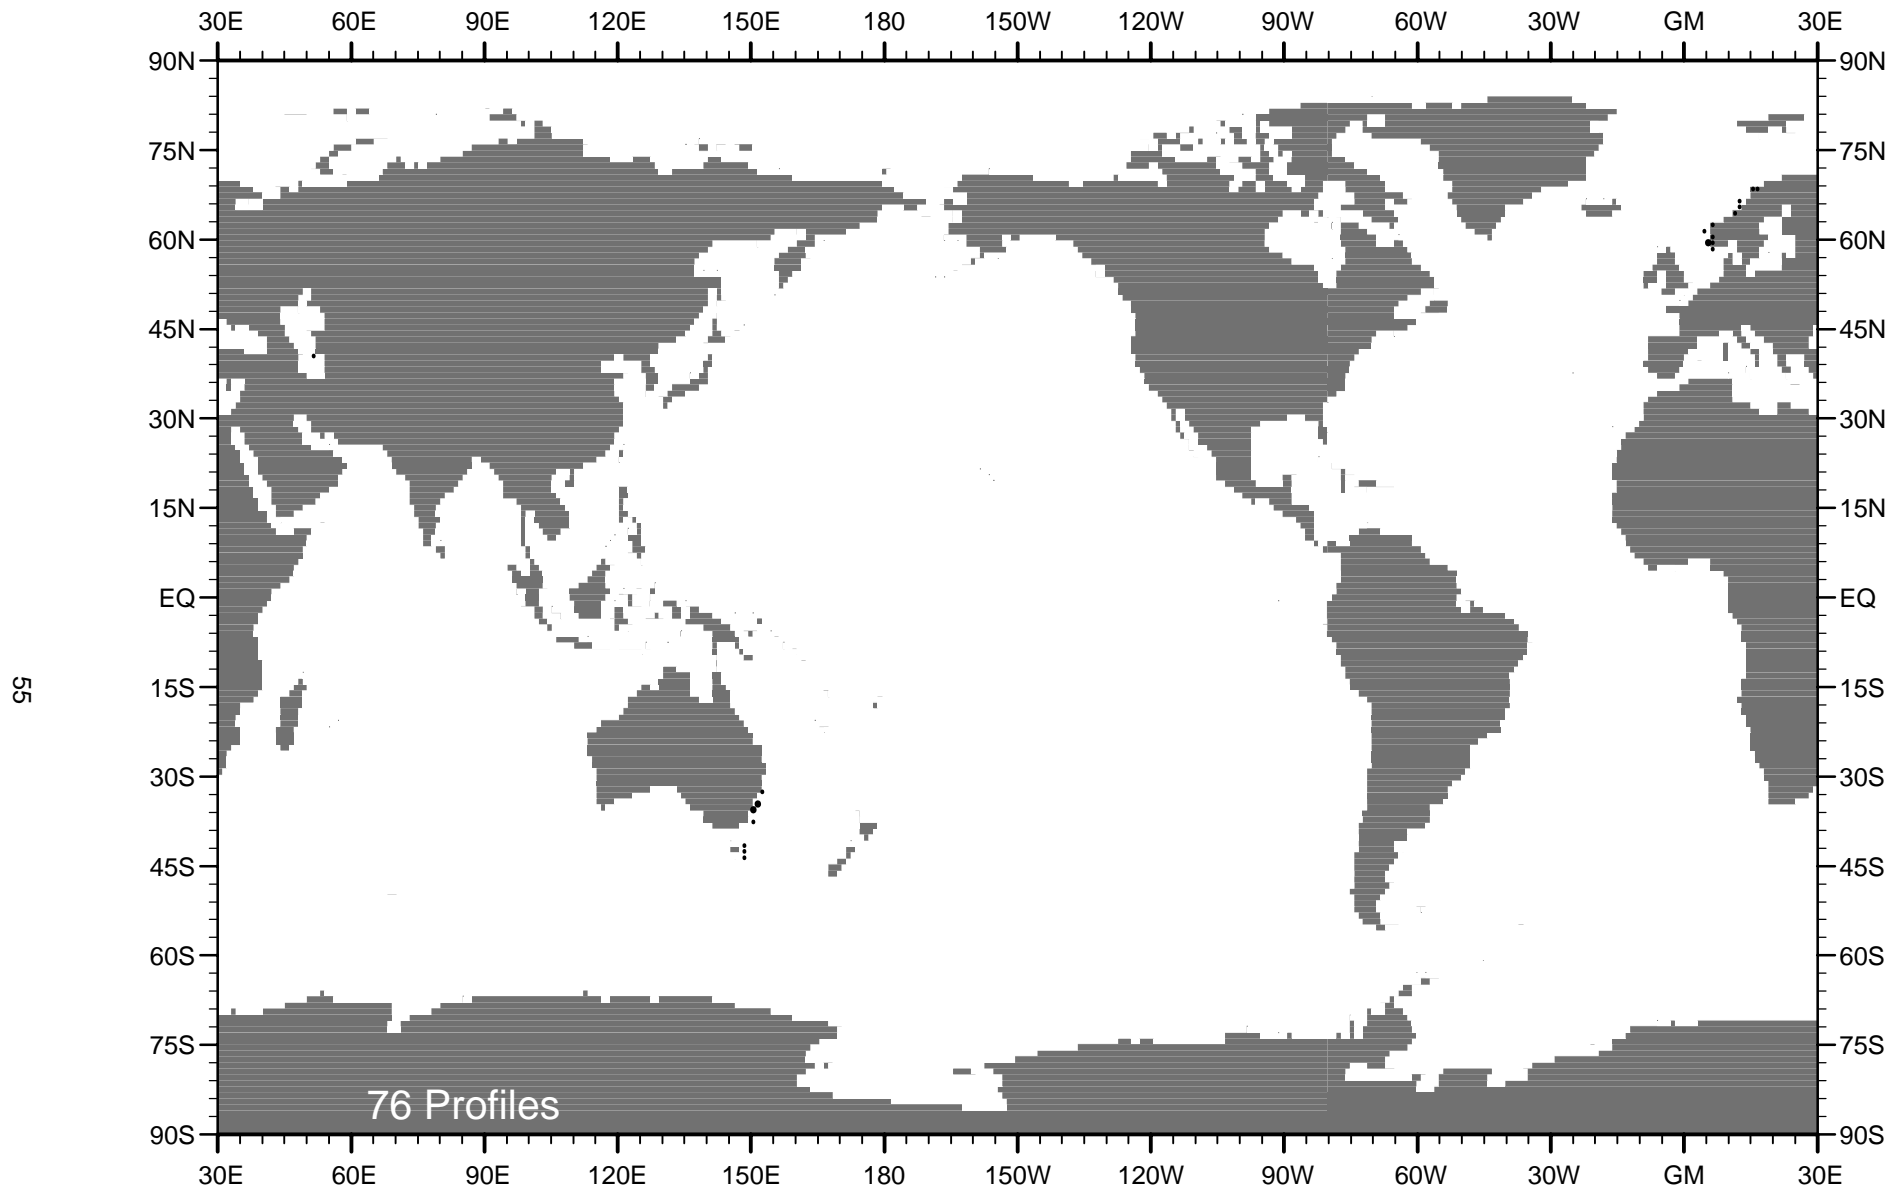 30E 60E 90E 120E 150E 180 150W 120W 90W 60W 30W GM 30E
90N 90N
75N 75N
60N 60N
45N 45N
30N 30N
15N 15N
EQ EQ
15S 15S
30S 30S
45S 45S
60S 60S
75S 75S
90S 90S
76 Profiles
30E 60E 90E 120E 150E 180 150W 120W 90W 60W 30W GM 30E
55